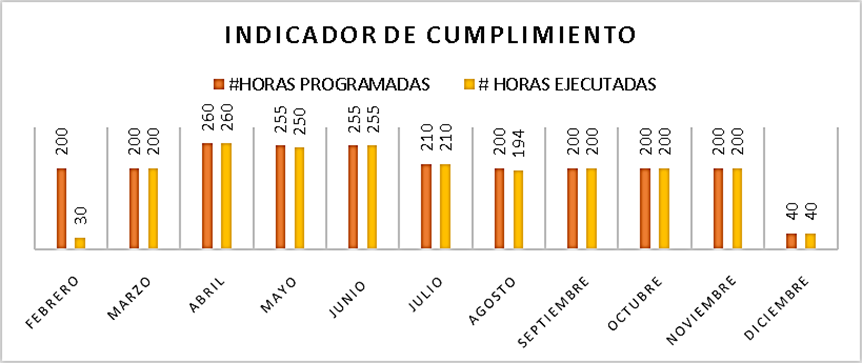 INDICADOR DE CUMPLIMIENTO
#HORAS PROGRAMADAS # HORAS EJECUTADAS
200 30 200 200 260 260 255 250 255 255 210 210 200 194 200 200 200 200 200 200 40 40
FEBRERO MARZO ABRIL MAYO JUNIO JULIO AGOSTO SEPTIEMBRE OCTUBRE NOVIEMBRE DICIEMBRE